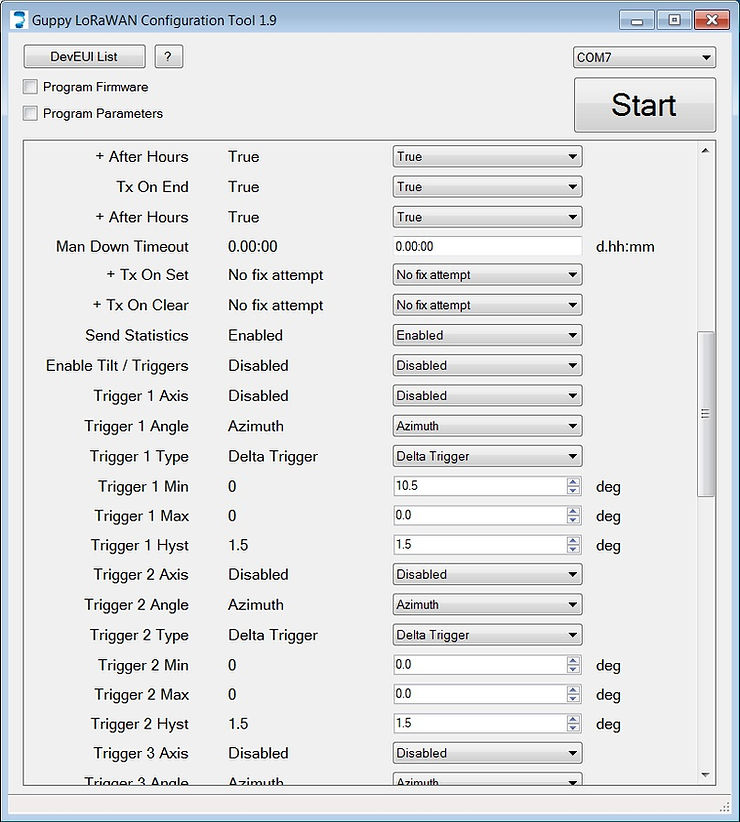 Guppy LoRaWAN Configuration Tool 1.9
DevEUI List ? COM7
Program Firmware
Program Parameters
Start
+ After Hours True True
Tx On End True True
+ After Hours True True
Man Down Timeout 0.00:00 0.00:00 d.hh:mm
+ Tx On Set No fix attempt No fix attempt
+ Tx On Clear No fix attempt No fix attempt
Send Statistics Enabled Enabled
Enable Tilt / Triggers Disabled Disabled
Trigger 1 Axis Disabled Disabled
Trigger 1 Angle Azimuth Azimuth
Trigger 1 Type Delta Trigger Delta Trigger
Trigger 1 Min 0 10.5 deg
Trigger 1 Max 0 0.0 deg
Trigger 1 Hyst 1.5 1.5 deg
Trigger 2 Axis Disabled Disabled
Trigger 2 Angle Azimuth Azimuth
Trigger 2 Type Delta Trigger Delta Trigger
Trigger 2 Min 0 0.0 deg
Trigger 2 Max 0 0.0 deg
Trigger 2 Hyst 1.5 1.5 deg
Trigger 3 Axis Disabled Disabled
Trigger 3 Angle Azimuth Azimuth